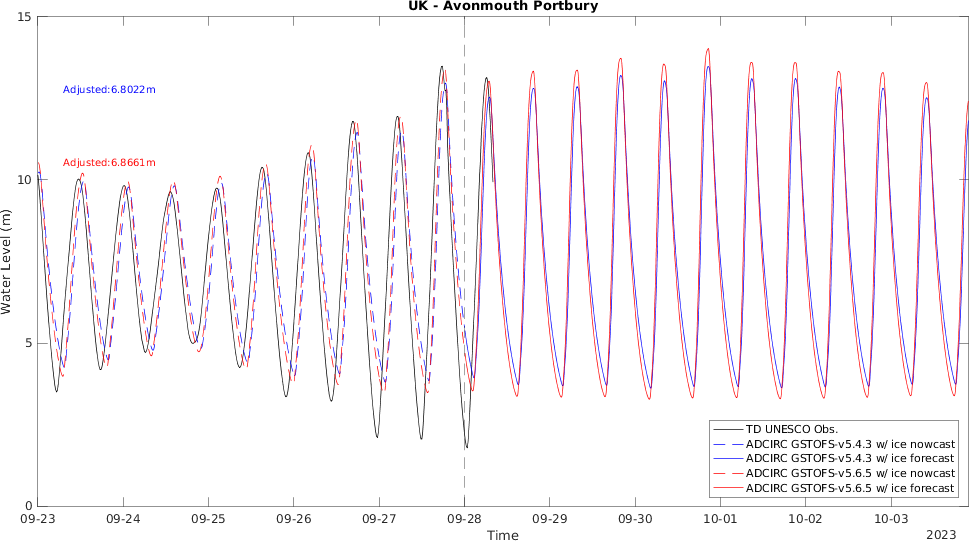 UK - Avonmouth Portbury
15
10
5
0
Water Level (m)
Adjusted:6.8022m
Adjusted:6.8661m
TD UNESCO Obs.
ADCIRC GSTOFS-v5.4.3 w/ ice nowcast
ADCIRC GSTOFS-v5.4.3 w/ ice forecast
ADCIRC GSTOFS-v5.6.5 w/ ice nowcast
ADCIRC GSTOFS-v5.6.5 w/ ice forecast
09-23 09-24 09-25 09-26 09-27 09-28 09-29 09-30 10-01 10-02 10-03
Time
2023